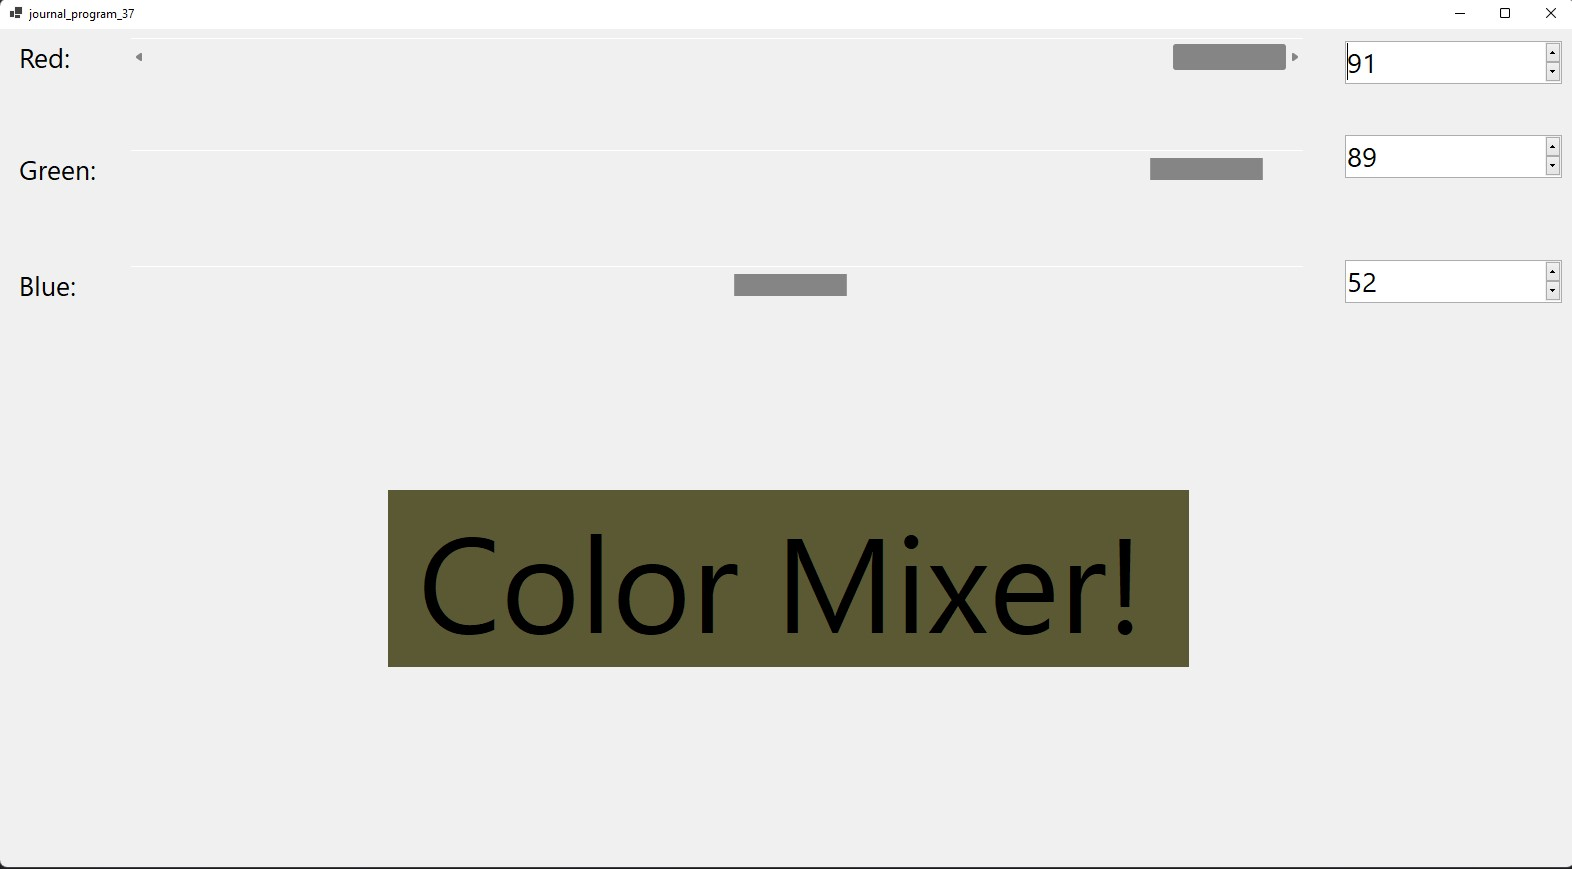 journal_program_37
Red:
91
Green:
89
Blue:
52
Color Mixer!